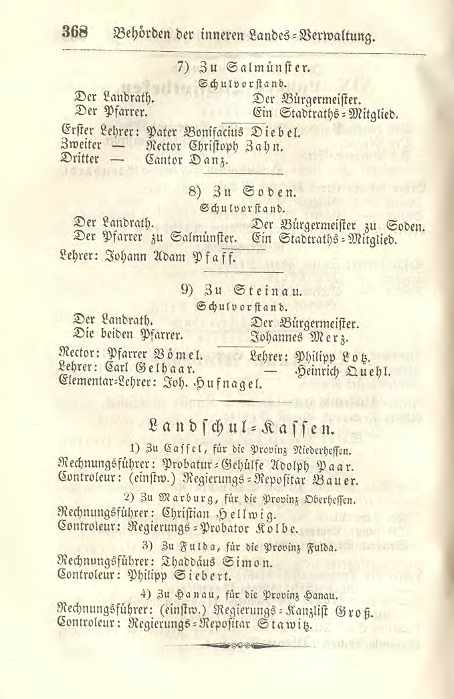 368 Behörden der inneren Landes=Verwaltung.
7) Zu Salmünster.
Schulvorstand.
Der Landrath. Der Bürgermeister.
Der Pfarrer. Ein Stadtraths=Mitglied.
Erster Lehrer: Pater Bonifacius Diebel.
Zweiter — Rector Christoph Zahn.
Dritter — Cantor Danz.
8) Zu Soden.
Schulvorstand.
Der Landrath. Der Bürgermeister zu Soden.
Der Pfarrer zu Salmünster. Ein Stadtraths=Mitglied.
Lehrer: Johann Adam Pfaff.
9) Zu Steinau.
Schulvorstand.
Der Landrath. Der Bürgermeister.
Die beiden Pfarrer. Johannes Merz.
Rector: Pfarrer Bömel. Lehrer: Philipp Lotz.
Lehrer: Carl Gelbaar. — Heinrich Quehl.
Elementar=Lehrer: Joh. Hufnagel.
Landschul=Kassen.
1) Zu Cassel, für die Provinz Niederhessen.
Rechnungsführer: Probatur=Gehülfe Adolph Paar.
Controleur: (einstw.) Regierungs=Repositar Bauer.
2) Zu Marburg, für die Provinz Oberhessen.
Rechnungsführer: Christian Hellwig.
Controleur: Regierungs=Probator Kolbe.
3) Zu Fulda, für die Provinz Fulda.
Rechnungsführer: Thaddäus Simon.
Controleur: Philipp Siebert.
4) Zu Hanau, für die Provinz Hanau.
Rechnungsführer: (einstw.) Regierungs=Kanzlist Groß.
Controleur: Regierungs=Repositar Stawitz.